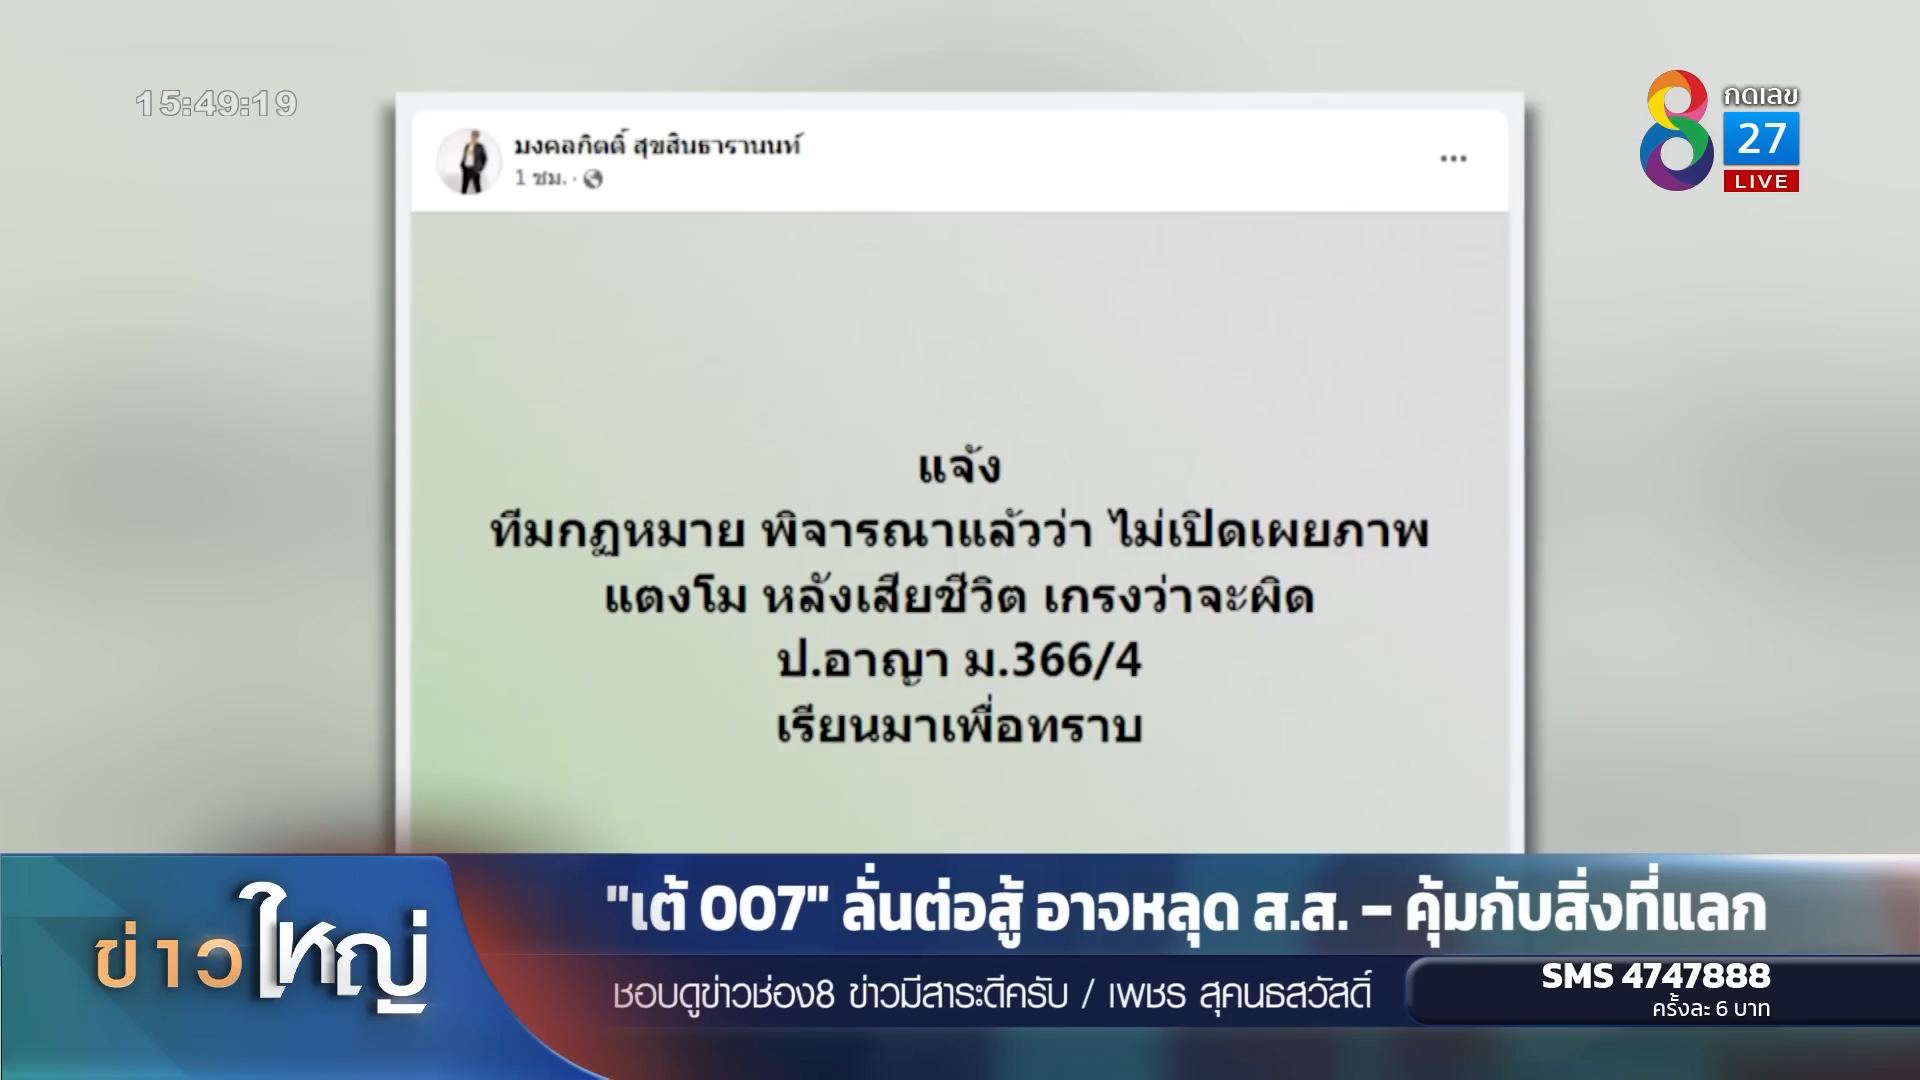 15:49:19
กดเลข
27
LIVE
มงคลกิตติ์ สุขสินธารานนท์
1 ชม.
แจ้ง
ทีมกฎหมาย พิจารณาแล้วว่า ไม่เปิดเผยภาพ
แตงโม หลังเสียชีวิต เกรงว่าจะผิด
ป.อาญา ม.366/4
เรียนมาเพื่อทราบ
ข่าวใหญ่
"เต้ 007" ลั่นต่อสู้ อาจหลุด ส.ส. – คุ้มกับสิ่งที่แลก
ชอบดูข่าวช่อง8 ข่าวมีสาระดีครับ / เพชร สุคนธสวัสดิ์
SMS 4747888
ครั้งละ 6 บาท